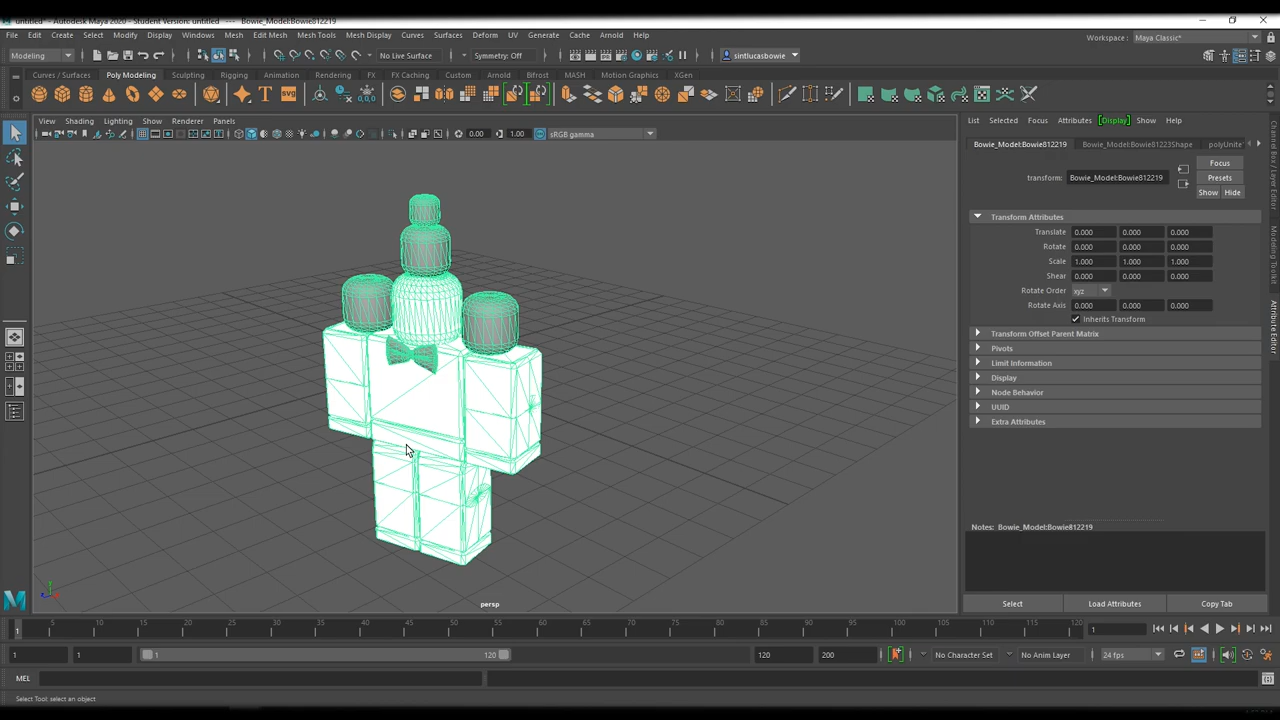 untitled* - Autodesk Maya 2020 - Student Version: untitled --- Bowie_Model:Bowie812219
File Edit Create Select Modify Display Windows Mesh Edit Mesh Mesh Tools Mesh Display Curves Surfaces Deform UV Generate Cache Arnold Help
Workspace : Maya Classic*
Modeling No Live Surface Symmetry: Off sintlucasbowie
Curves / Surfaces Poly Modeling Sculpting Rigging Animation Rendering FX FX Caching Custom Arnold Bifrost MASH Motion Graphics XGen
View Shading Lighting Show Renderer Panels
0.00 1.00 sRGB gamma
List Selected Focus Attributes Display Show Help
Bowie_Model:Bowie812219 Bowie_Model:Bowie81223Shape polyUnite
transform: Bowie_Model:Bowie812219
Focus
Presets
Show Hide
Transform Attributes
Translate 0.000 0.000 0.000
Rotate 0.000 0.000 0.000
Scale 1.000 1.000 1.000
Shear 0.000 0.000 0.000
Rotate Order xyz
Rotate Axis 0.000 0.000 0.000
Inherits Transform
Transform Offset Parent Matrix
Pivots
Limit Information
Display
Node Behavior
UUID
Extra Attributes
Notes: Bowie_Model:Bowie812219
Select Load Attributes Copy Tab
Channel Box / Layer Editor
Modeling Toolkit
Attribute Editor
persp
1 5 10 15 20 25 30 35 40 45 50 55 60 65 70 75 80 85 90 95 100 105 110 115 120 1
1 1 1 120 120 200 No Character Set No Anim Layer 24 fps
MEL
Select Tool: select an object